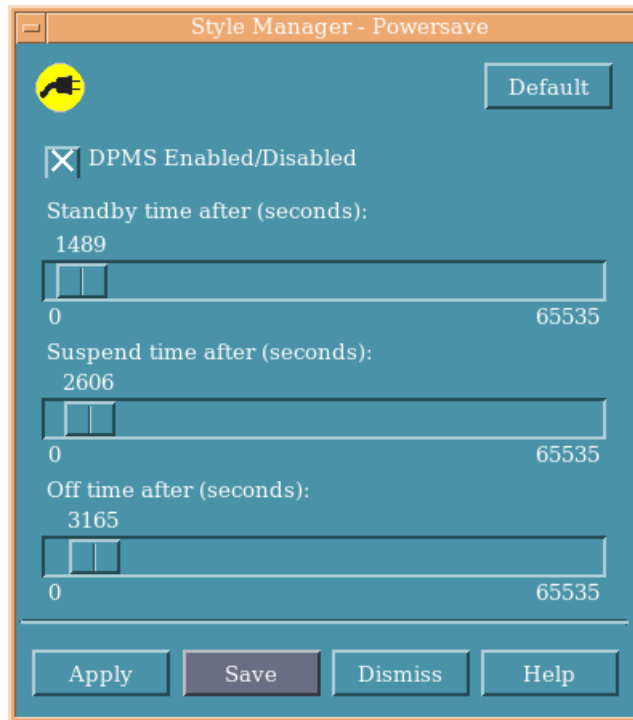 Style Manager - Powersave
Default
DPMS Enabled/Disabled
Standby time after (seconds):
1489
0 65535
Suspend time after (seconds):
2606
0 65535
Off time after (seconds):
3165
0 65535
Apply Save Dismiss Help